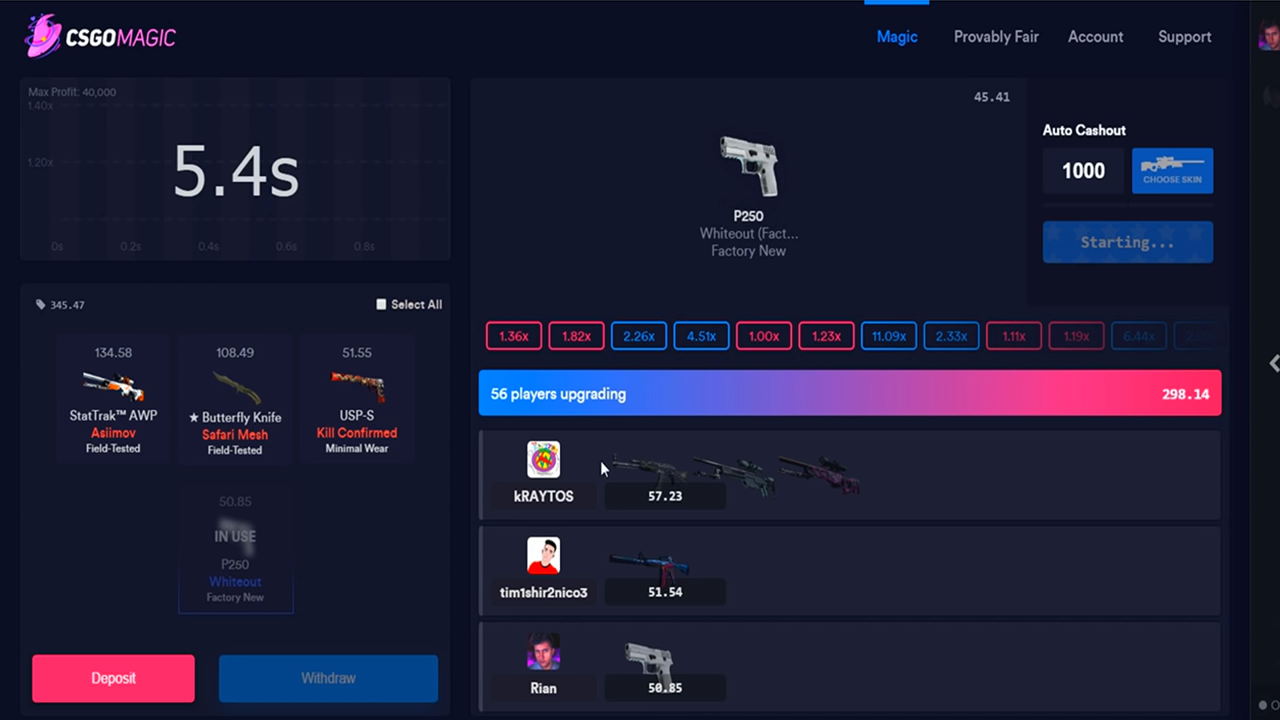 CSGOMAGIC
Magic
Provably Fair
Account
Support
Max Profit: 40,000
1.40x
1.20x
5.4s
0s
0.2s
0.4s
0.6s
0.8s
45.41
P250
Whiteout (Fact...
Factory New
Auto Cashout
1000
CHOOSE SKIN
Starting...
345.47
Select All
134.58
StatTrak™ AWP
Asiimov
Field-Tested
108.49
★ Butterfly Knife
Safari Mesh
Field-Tested
51.55
USP-S
Kill Confirmed
Minimal Wear
50.85
IN USE
P250
Whiteout
Factory New
Deposit
Withdraw
1.36x
1.82x
2.26x
4.51x
1.00x
1.23x
11.09x
2.33x
1.11x
1.19x
6.44x
56 players upgrading
298.14
kRAYTOS
57.23
tim1shir2nico3
51.54
Rian
50.85